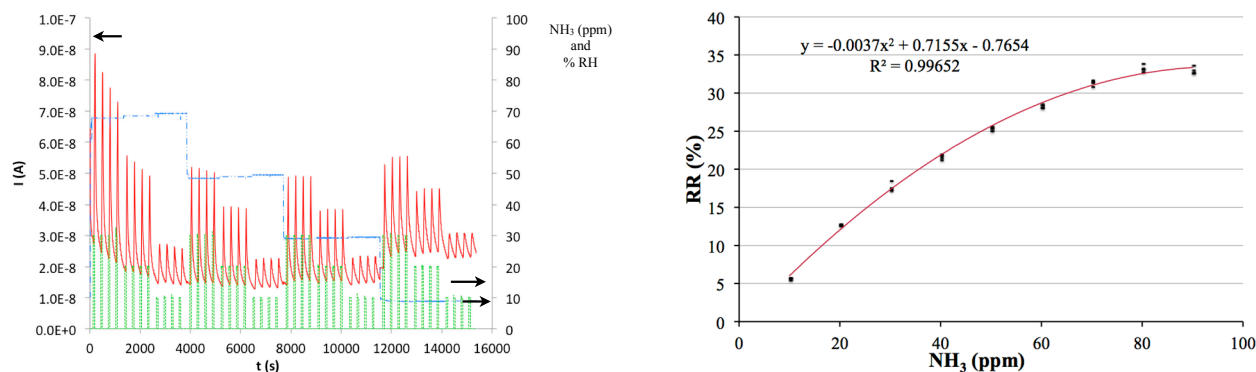 1.0E-7
9.0E-8
8.0E-8
7.0E-8
6.0E-8
5.0E-8
4.0E-8
3.0E-8
2.0E-8
1.0E-8
0.0E+0
I (A)
0 2000 4000 6000 8000 10000 12000 14000 16000
t (s)
100
90
80
70
60
50
40
30
20
10
0
NH₃ (ppm)
and
% RH
40
35
30
25
20
15
10
5
0
RR (%)
y = -0.0037x² + 0.7155x - 0.7654
R² = 0.99652
0 20 40 60 80 100
NH₃ (ppm)